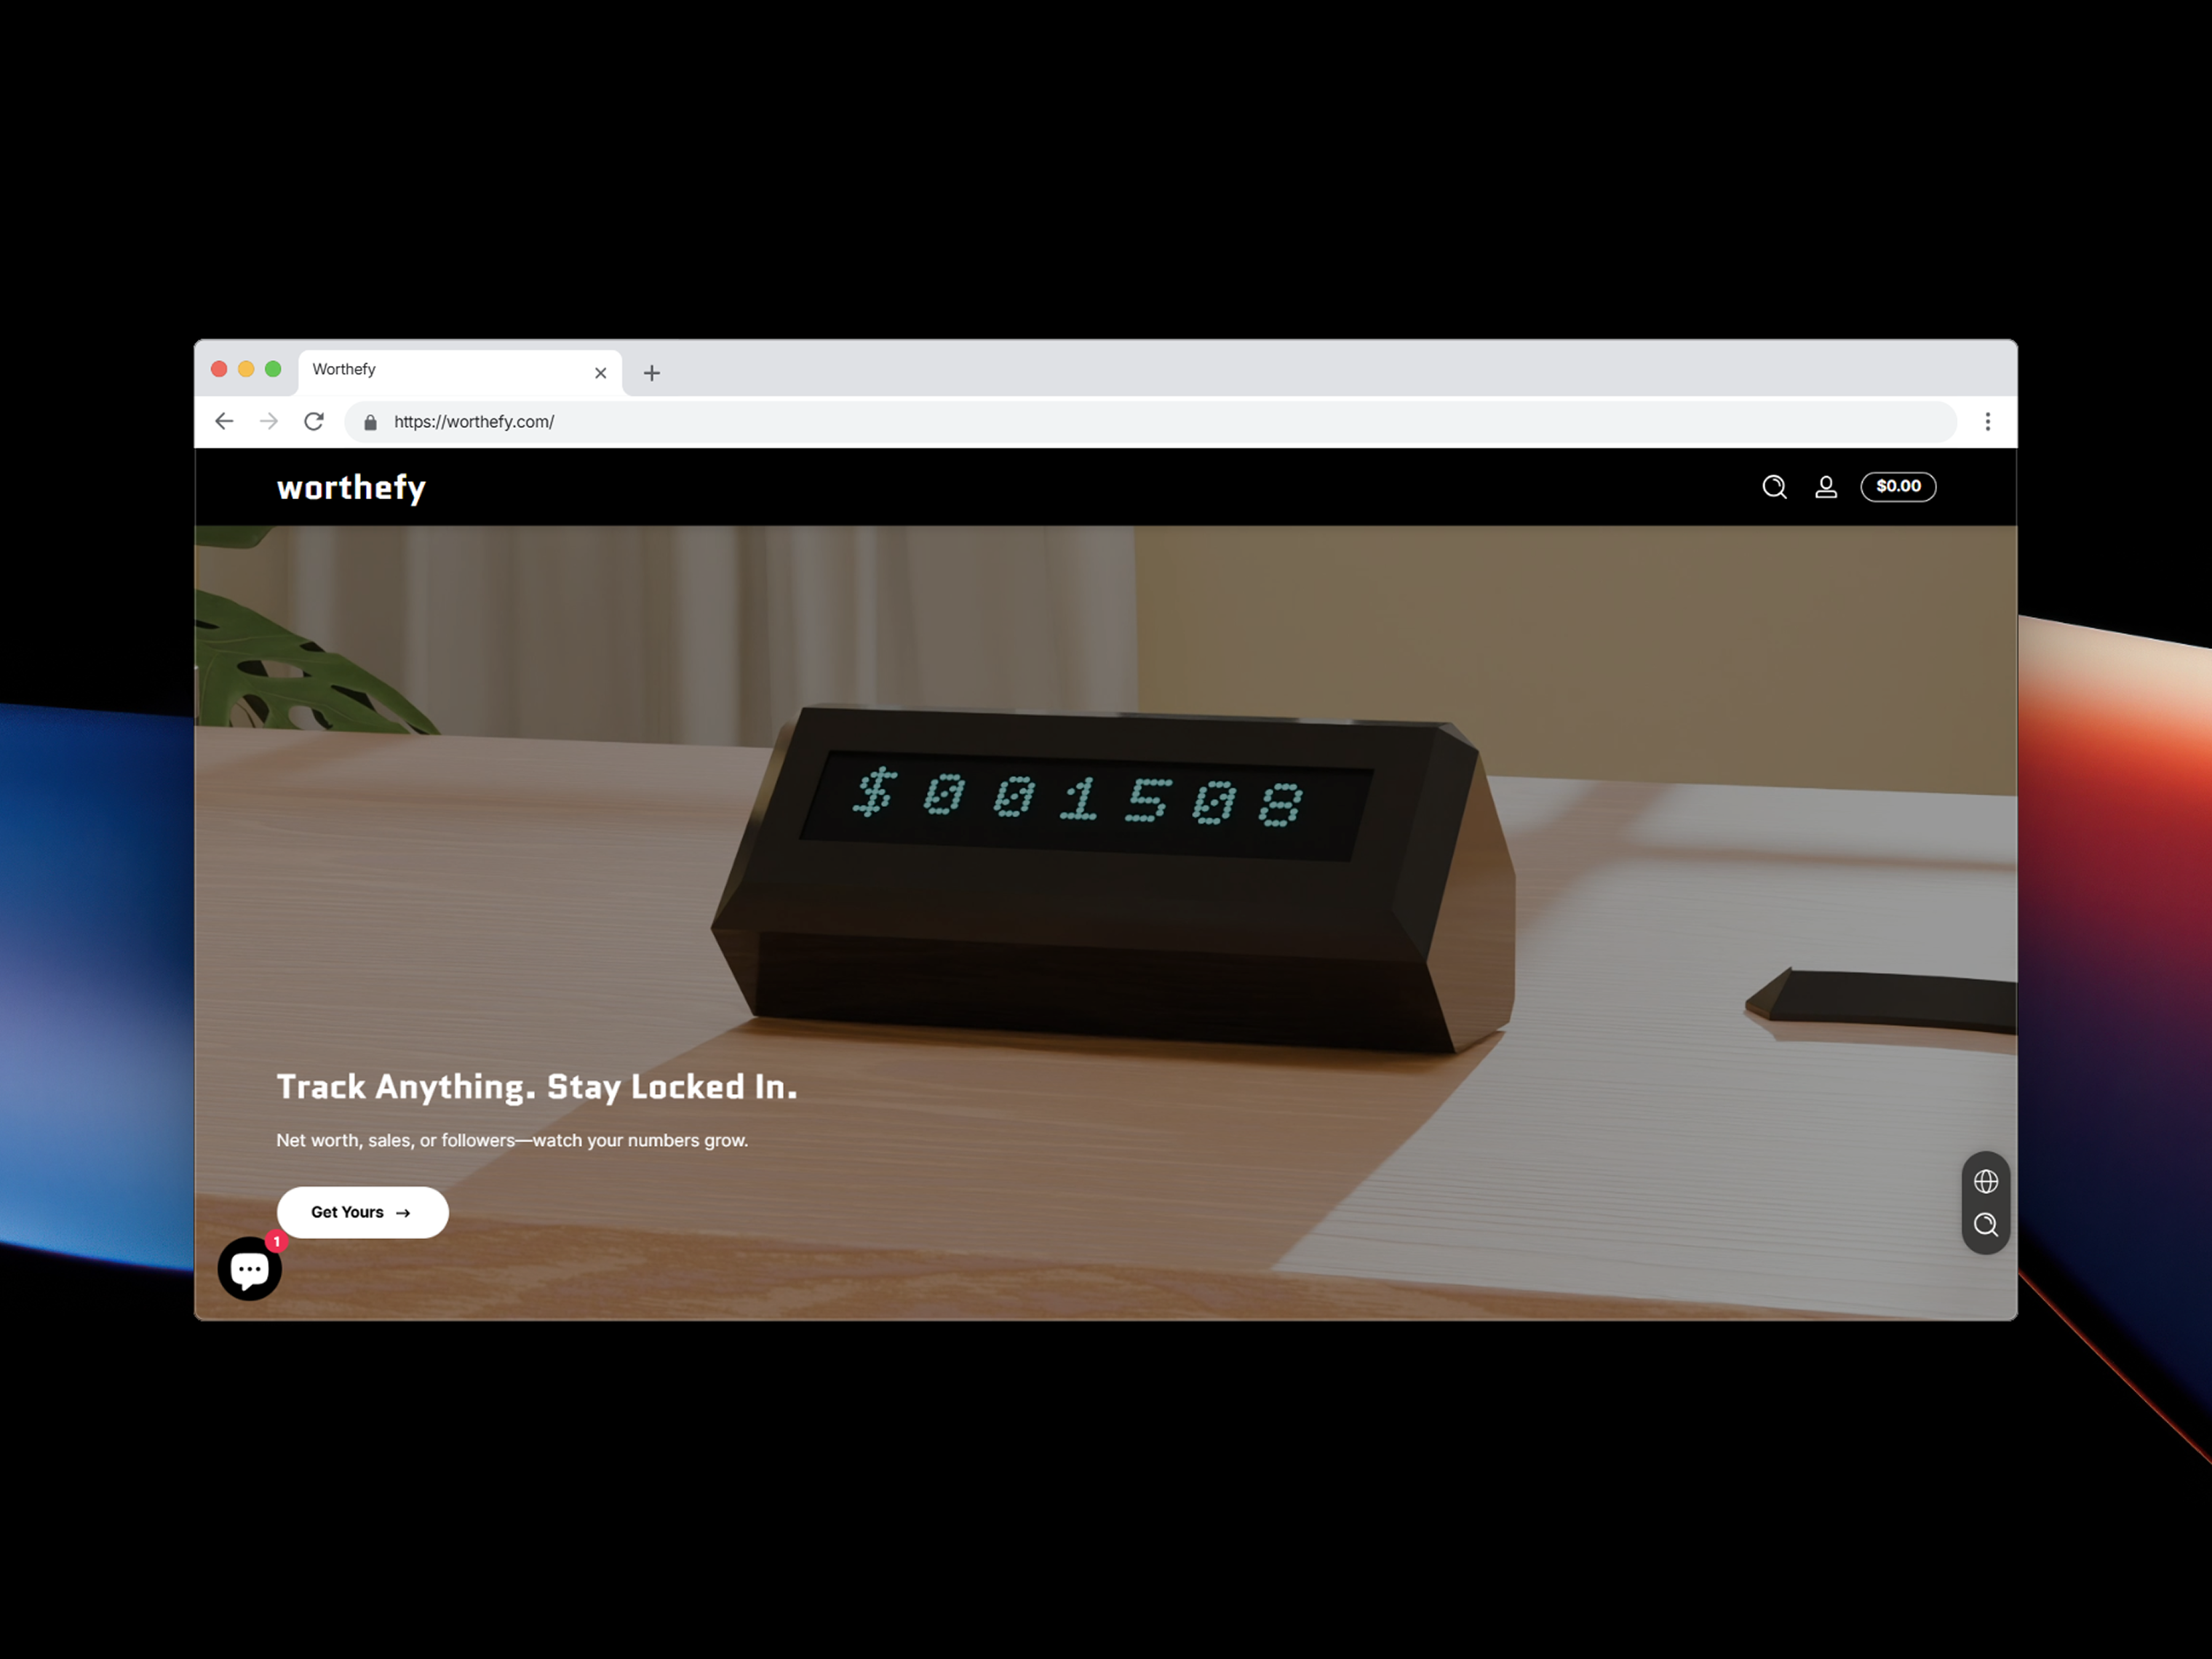 Worthefy
https://worthefy.com/
worthefy
$0.00
$001508
Track Anything. Stay Locked In.
Net worth, sales, or followers—watch your numbers grow.
Get Yours →
1